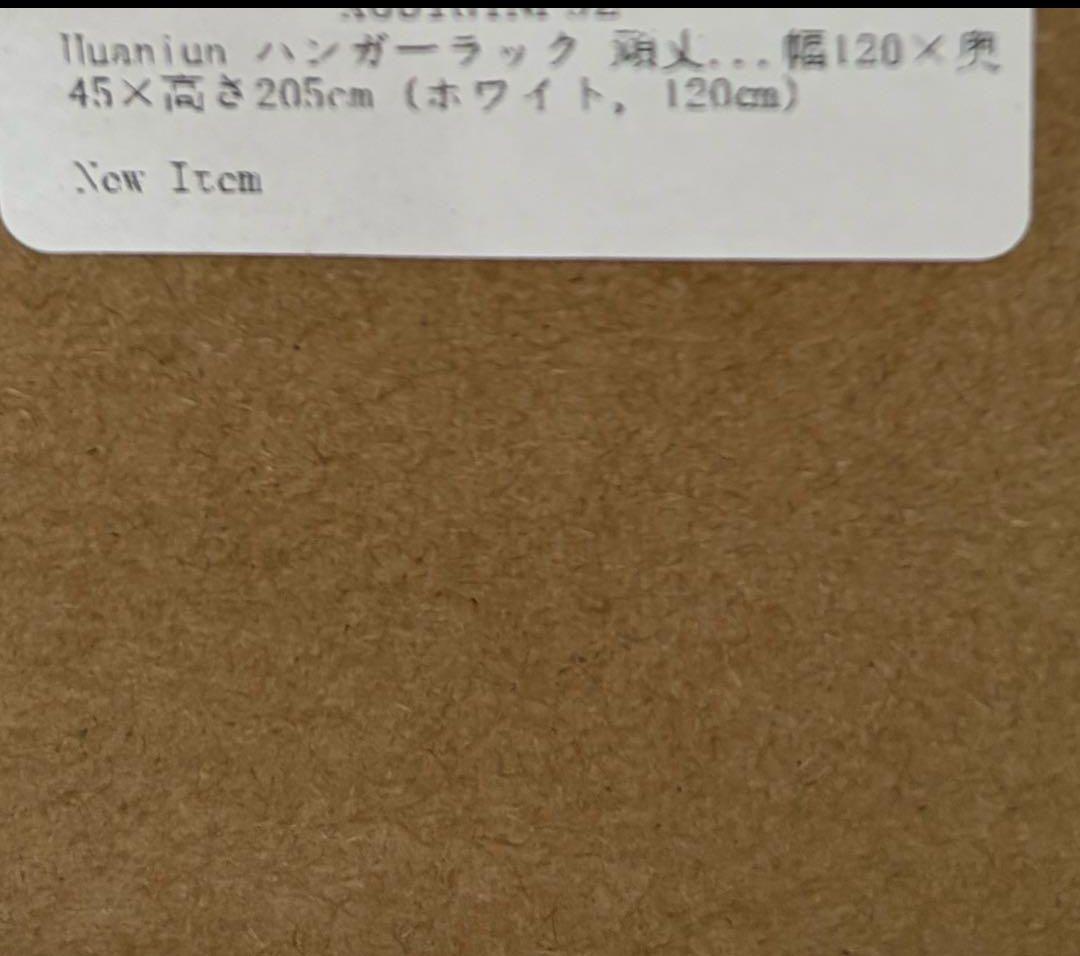 Huaniun ハンガーラック 頑丈...幅120×奥
45×高さ205cm (ホワイト, 120cm)
New Item